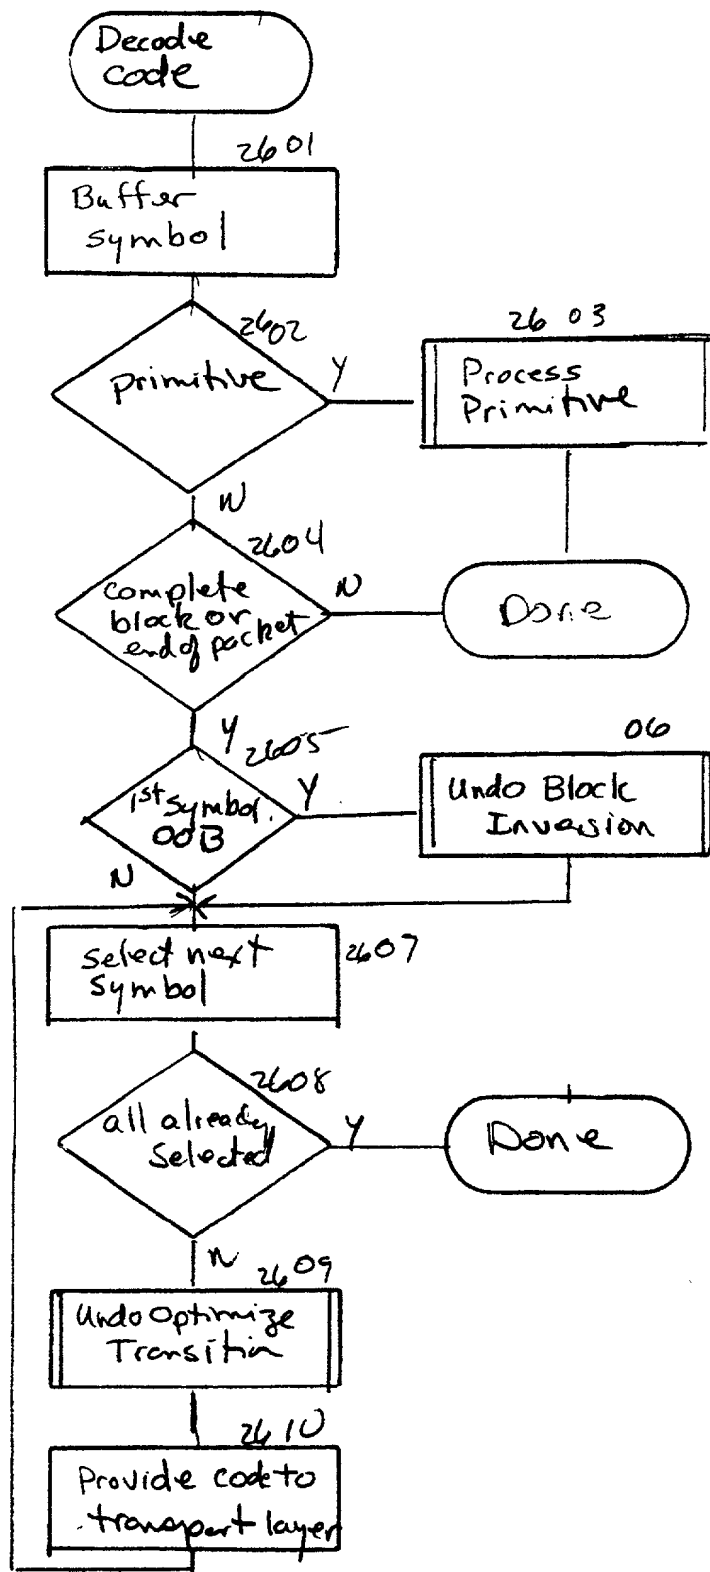 Decode
code
2601
Buffer
symbol
2602
primitive
Y
2603
Process
Primitive
N
2604
complete
block or
end of packet
N
Done
Y
2605
1st symbol
OOB
Y
06
Undo Block
Inversion
N
select next
symbol
2607
2608
all already
selected
Y
Done
N
2609
Undo Optimize
Transition
2610
Provide code to
transport layer